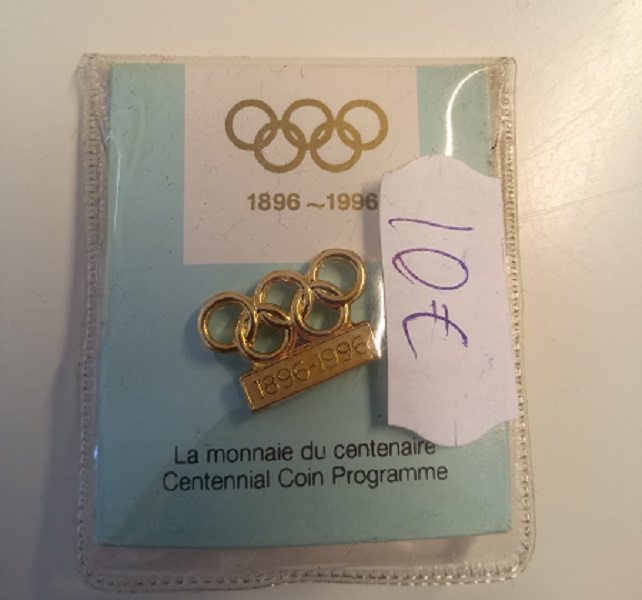 1896 ~1996
10€
1896-1996
La monnaie du centenaire
Centennial Coin Programme